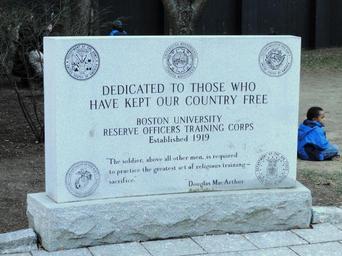 DEDICATED TO THOSE WHO
HAVE KEPT OUR COUNTRY FREE
BOSTON UNIVERSITY
RESERVE OFFICERS TRAINING CORPS
Established 1919
"The soldier, above all other men, is required
to practice the greatest act of religious training —
sacrifice.
Douglas MacArthur